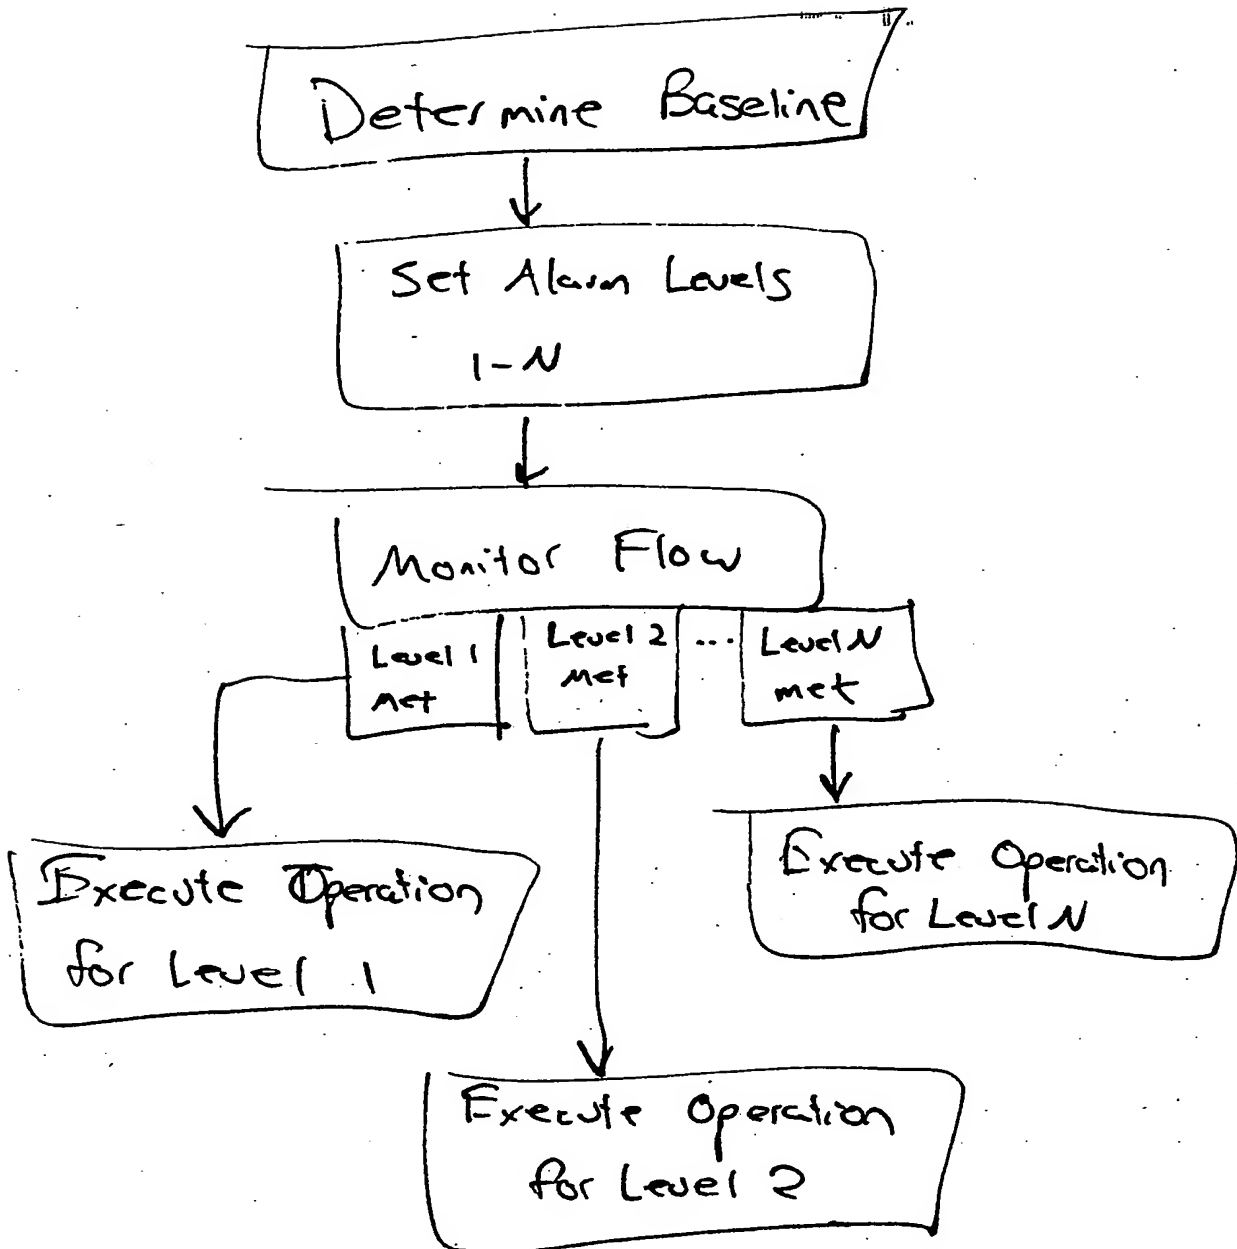 Determine Baseline
Set Alarm Levels
1-N
Monitor Flow
Level 1
Met
Level 2
Met
...
Level N
met
Execute Operation
for Level 1
Execute Operation
for Level N
Execute Operation
for Level 2